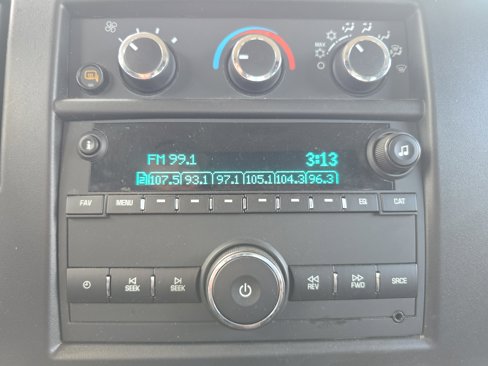 MAX
FM 99.1 3:13
107.5 93.1 97.1 105.1 104.3 96.3
FAV MENU EQ CAT
SEEK SEEK REV FWD SRCE